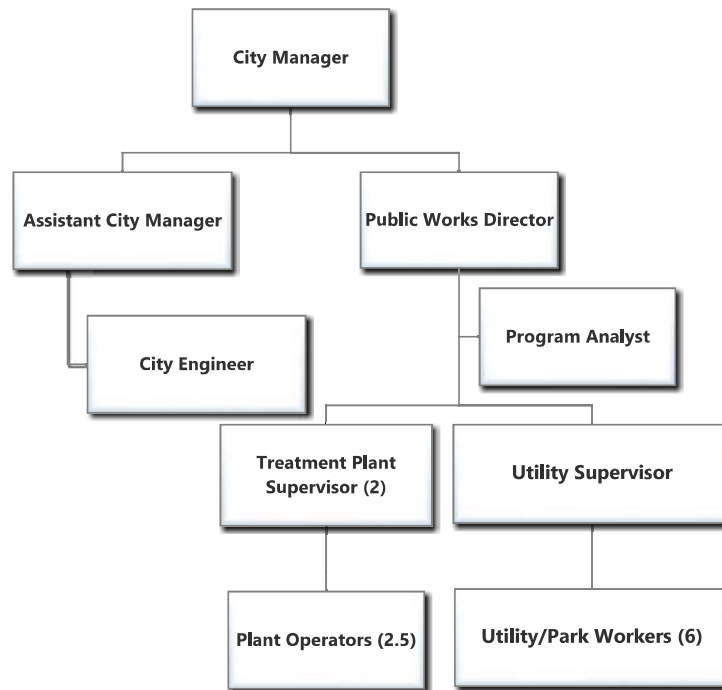 City Manager
Assistant City Manager
Public Works Director
Program Analyst
City Engineer
Treatment Plant
Supervisor (2)
Utility Supervisor
Plant Operators (2.5)
Utility/Park Workers (6)